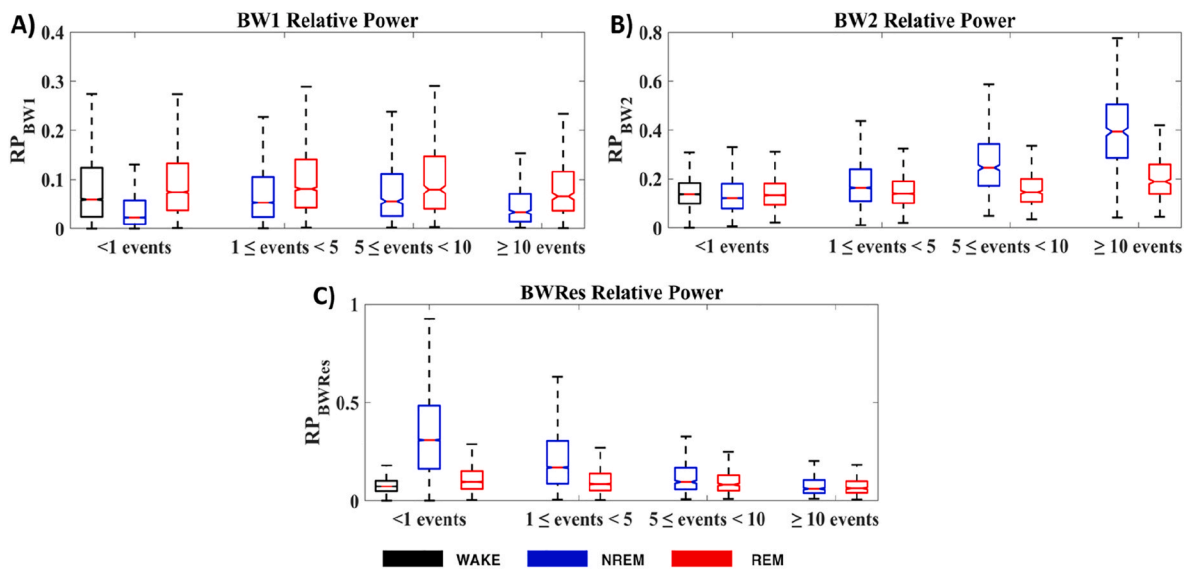 A)
BW1 Relative Power
RP_BW1
0.4
0.3
0.2
0.1
0
<1 events
1 ≤ events < 5
5 ≤ events < 10
≥ 10 events
B)
BW2 Relative Power
RP_BW2
0.8
0.6
0.4
0.2
0
<1 events
1 ≤ events < 5
5 ≤ events < 10
≥ 10 events
C)
BWRes Relative Power
RP_BWRes
1
0.5
0
<1 events
1 ≤ events < 5
5 ≤ events < 10
≥ 10 events
WAKE
NREM
REM